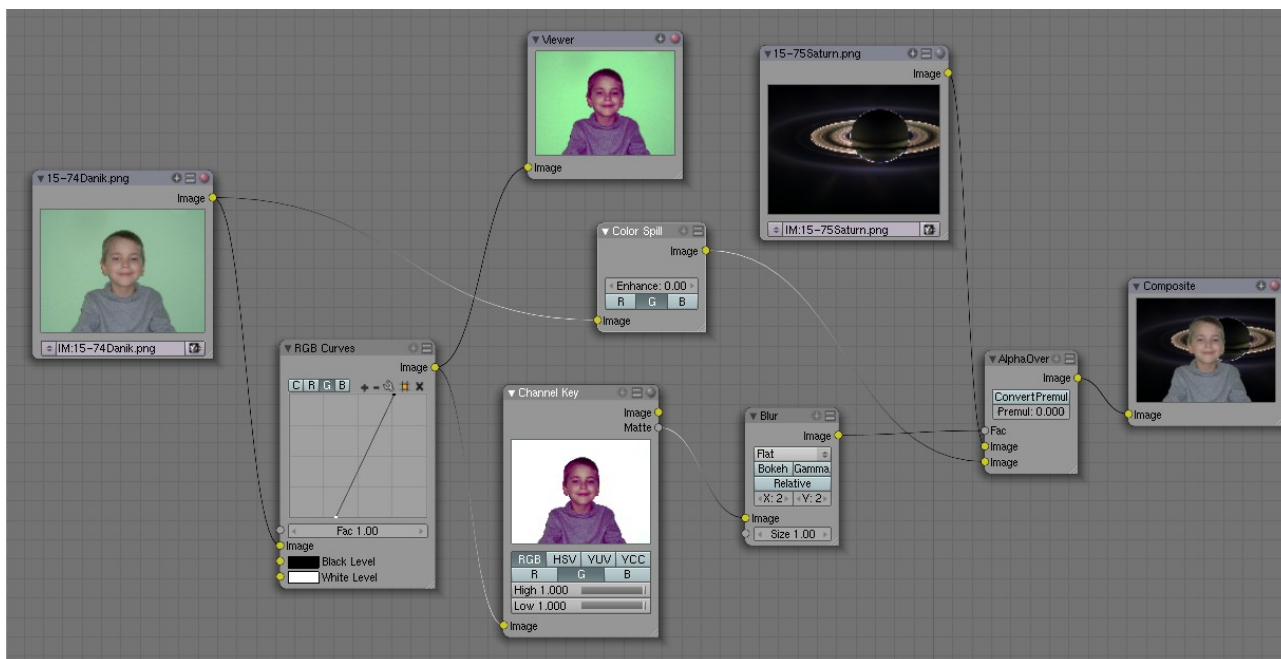 15-74Danik.png
Image
IM:15-74Danik.png
RGB Curves
Image
C R G B
Fac 1.00
Image
Black Level
White Level
Viewer
Image
Color Spill
Image
Enhance: 0.00
R G B
Image
Channel Key
Image
Matte
RGB HSV YUV YCC
R G B
High 1.000
Low 1.000
Image
15-75Saturn.png
Image
IM:15-75Saturn.png
Blur
Image
Flat
Bokeh Gamma
Relative
X: 2 Y: 2
Image
Size 1.00
AlphaOver
Image
ConvertPremul
Premul: 0.000
Fac
Image
Image
Composite
Image